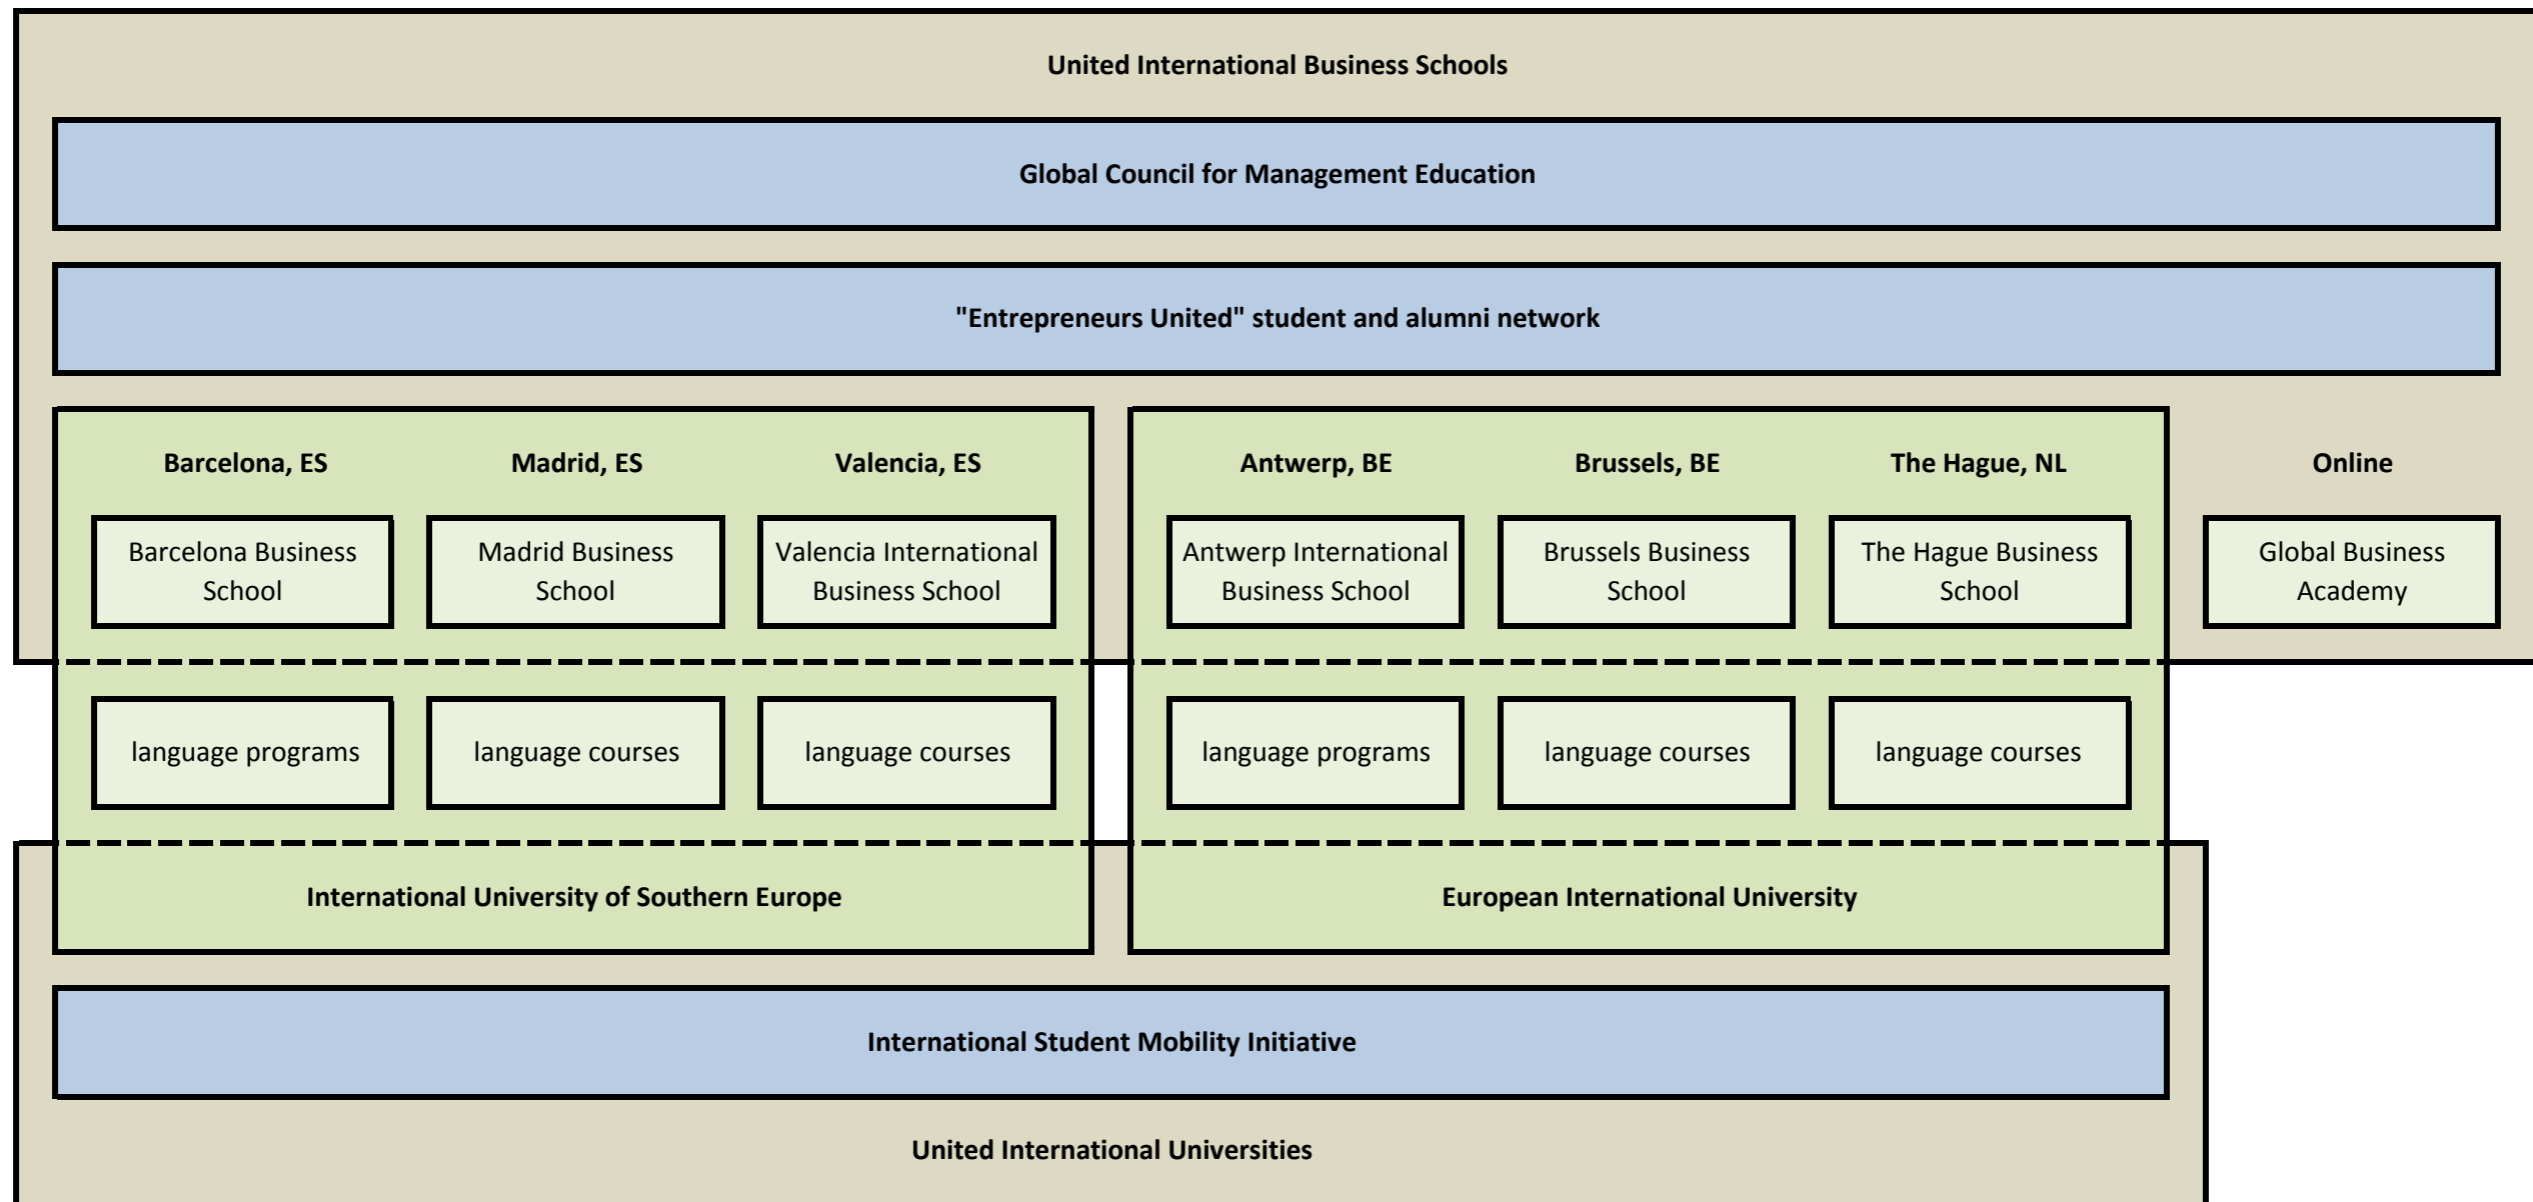 United International Business Schools
Global Council for Management Education
"Entrepreneurs United" student and alumni network
Barcelona, ES
Madrid, ES
Valencia, ES
Antwerp, BE
Brussels, BE
The Hague, NL
Online
Barcelona Business
School
Madrid Business
School
Valencia International
Business School
Antwerp International
Business School
Brussels Business
School
The Hague Business
School
Global Business
Academy
language programs
language courses
language courses
language programs
language courses
language courses
International University of Southern Europe
European International University
International Student Mobility Initiative
United International Universities